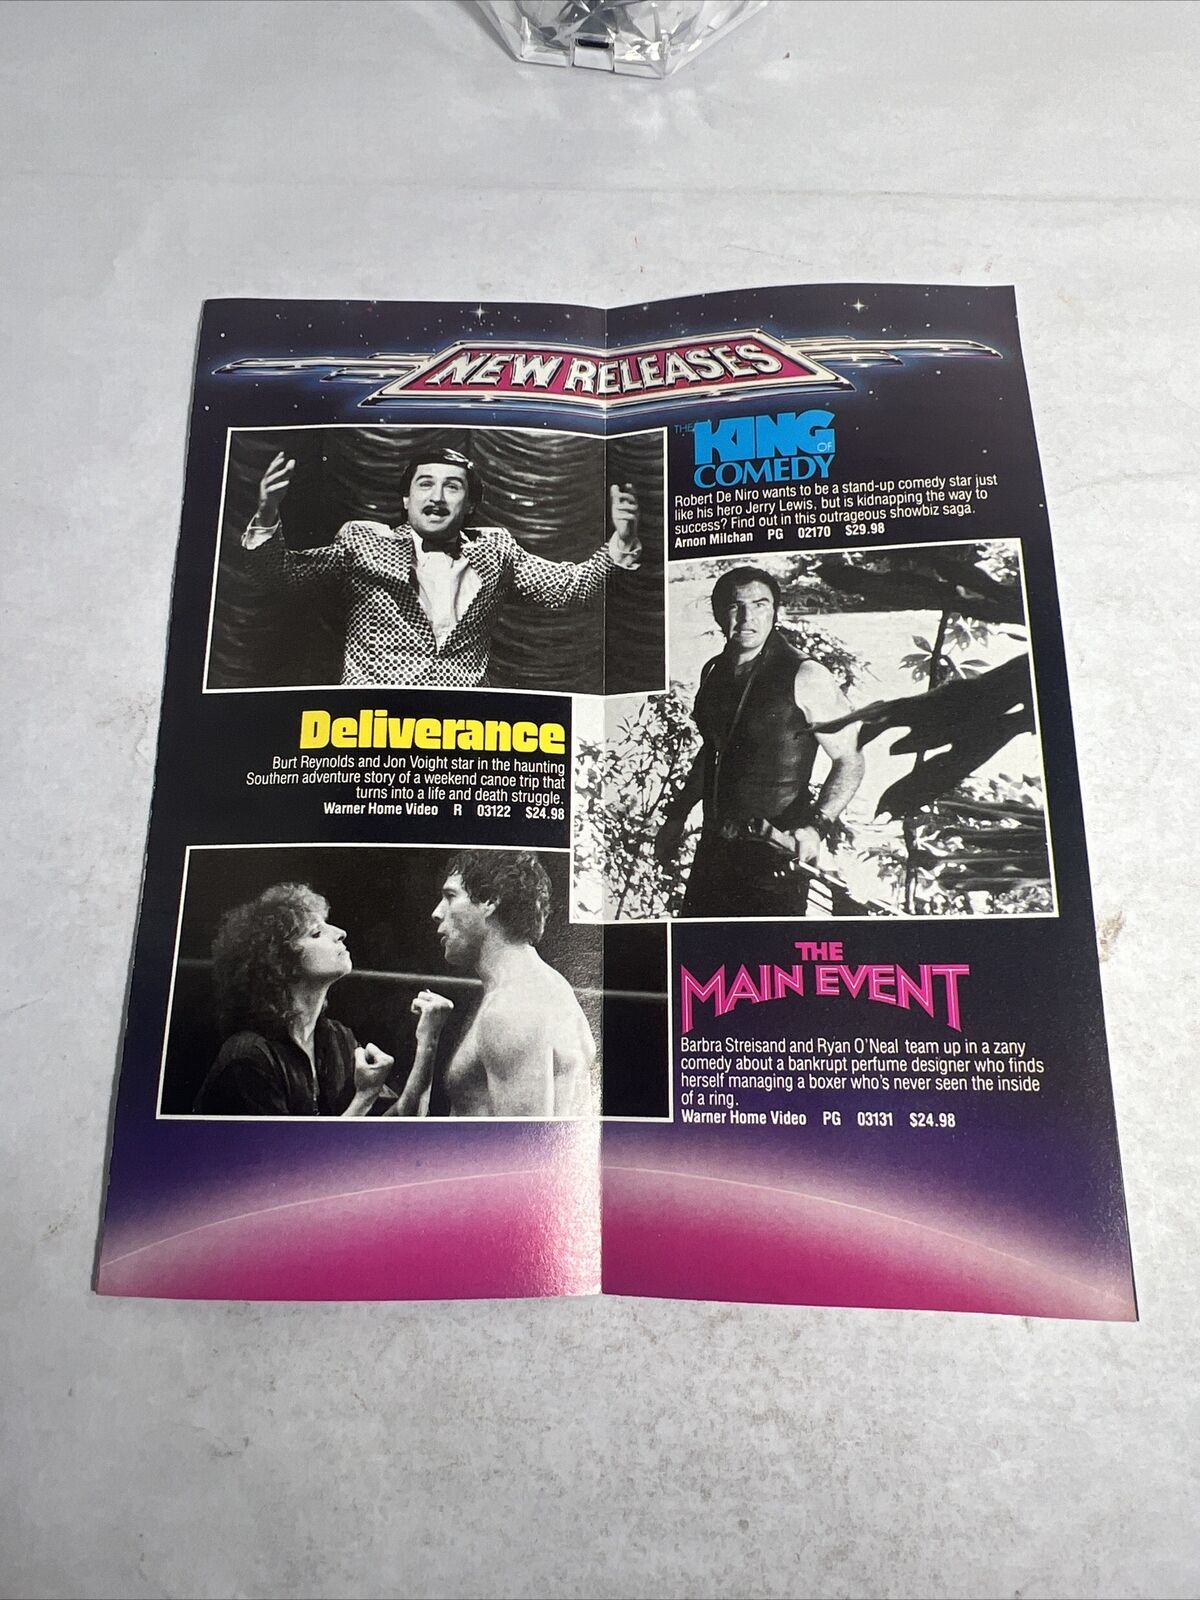 NEW RELEASES
THE KING OF
COMEDY
Robert De Niro wants to be a stand-up comedy star just
like his hero Jerry Lewis, but is kidnapping the way to
success? Find out in this outrageous showbiz saga.
Arnon Milchan PG 02170 $29.98
Deliverance
Burt Reynolds and Jon Voight star in the haunting
Southern adventure story of a weekend canoe trip that
turns into a life and death struggle.
Warner Home Video R 03122 $24.98
THE
MAIN EVENT
Barbra Streisand and Ryan O'Neal team up in a zany
comedy about a bankrupt perfume designer who finds
herself managing a boxer who's never seen the inside
of a ring.
Warner Home Video PG 03131 $24.98